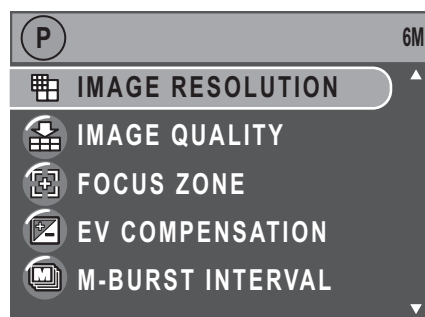 P 6M
IMAGE RESOLUTION
IMAGE QUALITY
FOCUS ZONE
EV COMPENSATION
M-BURST INTERVAL